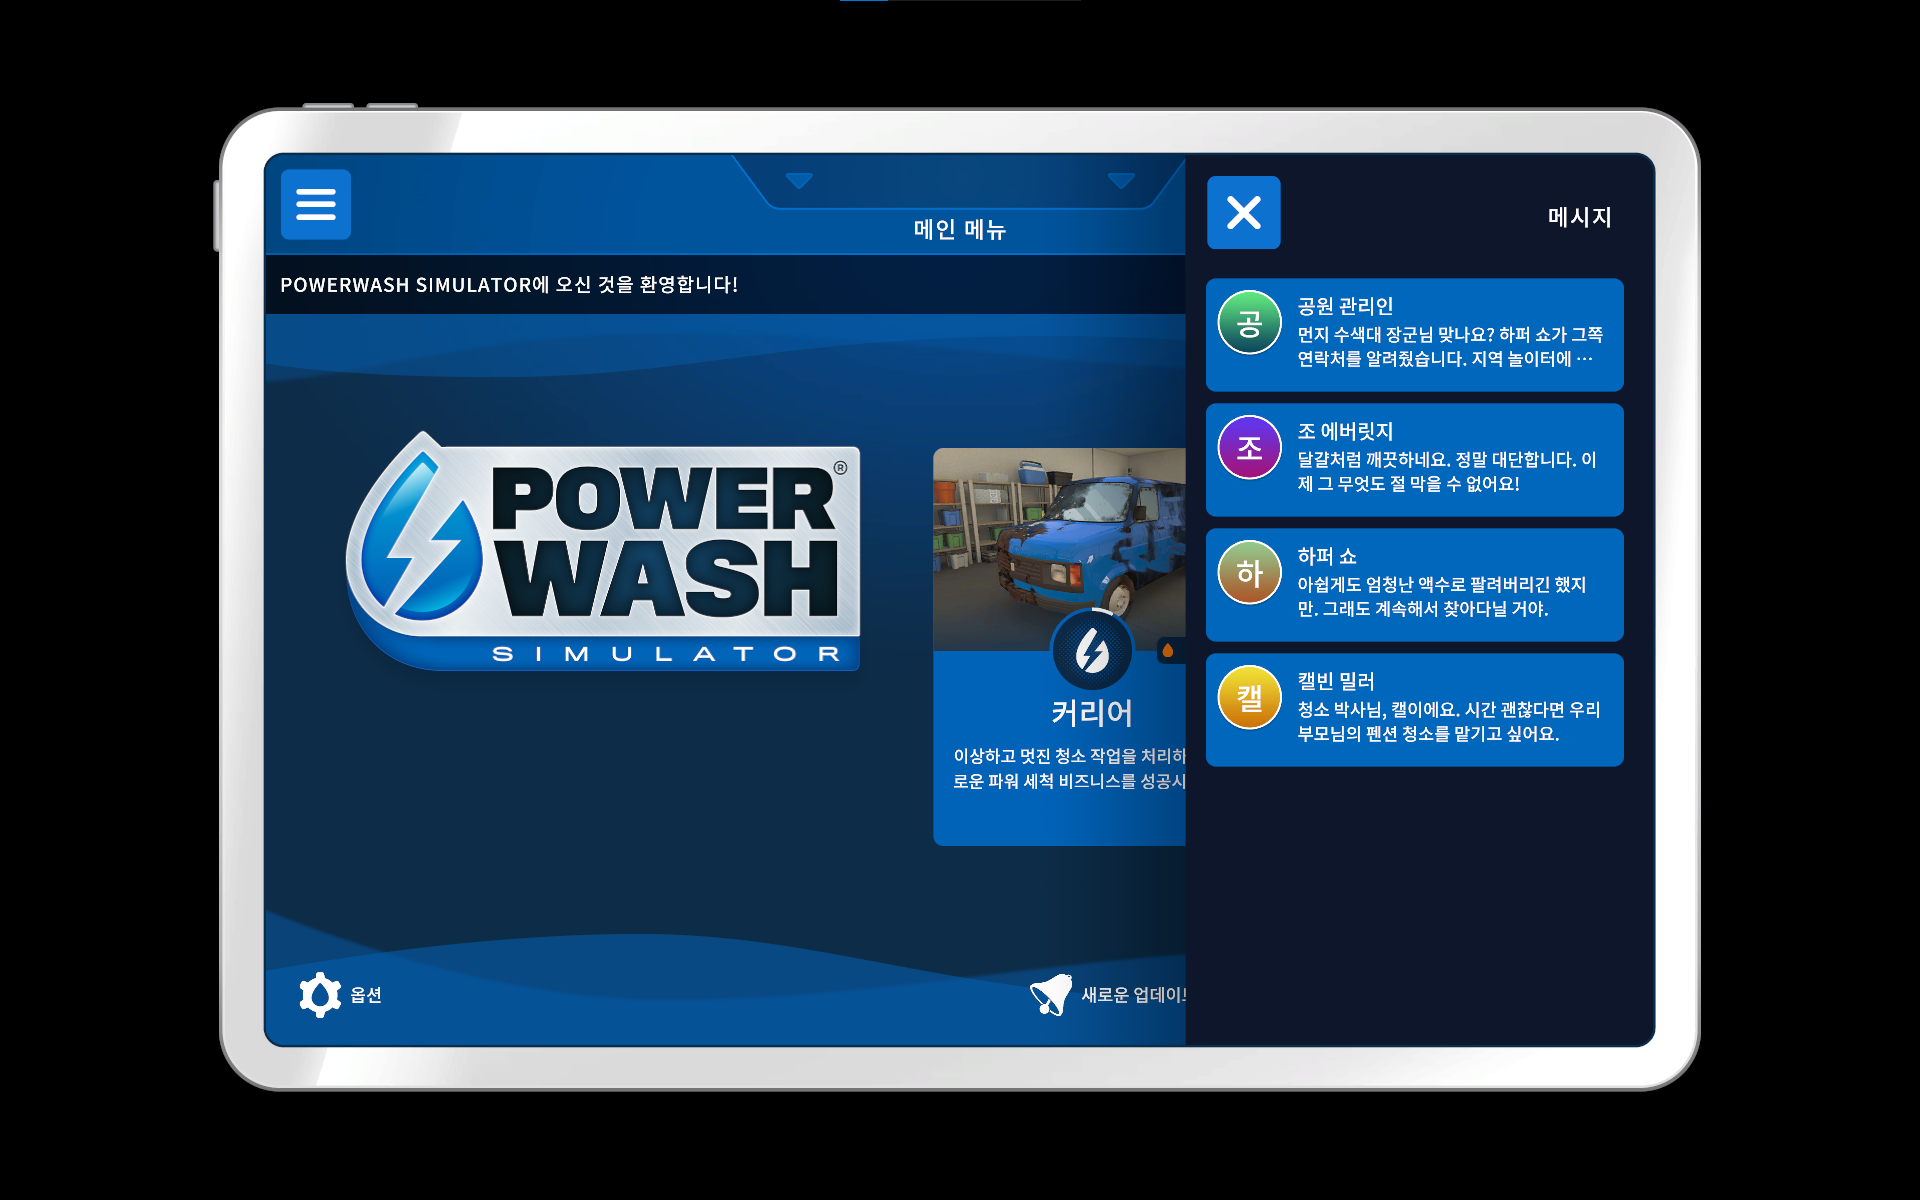 메인 메뉴
POWERWASH SIMULATOR에 오신 것을 환영합니다!
POWER®
WASH
SIMULATOR
커리어
이상하고 멋진 청소 작업을 처리하
로운 파워 세척 비즈니스를 성공시
옵션
새로운 업데이트
메시지
공
공원 관리인
먼지 수색대 장군님 맞나요? 하퍼 쇼가 그쪽
연락처를 알려줬습니다. 지역 놀이터에 ···
조
조 에버릿지
달걀처럼 깨끗하네요. 정말 대단합니다. 이
제 그 무엇도 절 막을 수 없어요!
하
하퍼 쇼
아쉽게도 엄청난 액수로 팔려버리긴 했지
만. 그래도 계속해서 찾아다닐 거야.
캘
캘빈 밀러
청소 박사님, 캘이에요. 시간 괜찮다면 우리
부모님의 펜션 청소를 맡기고 싶어요.